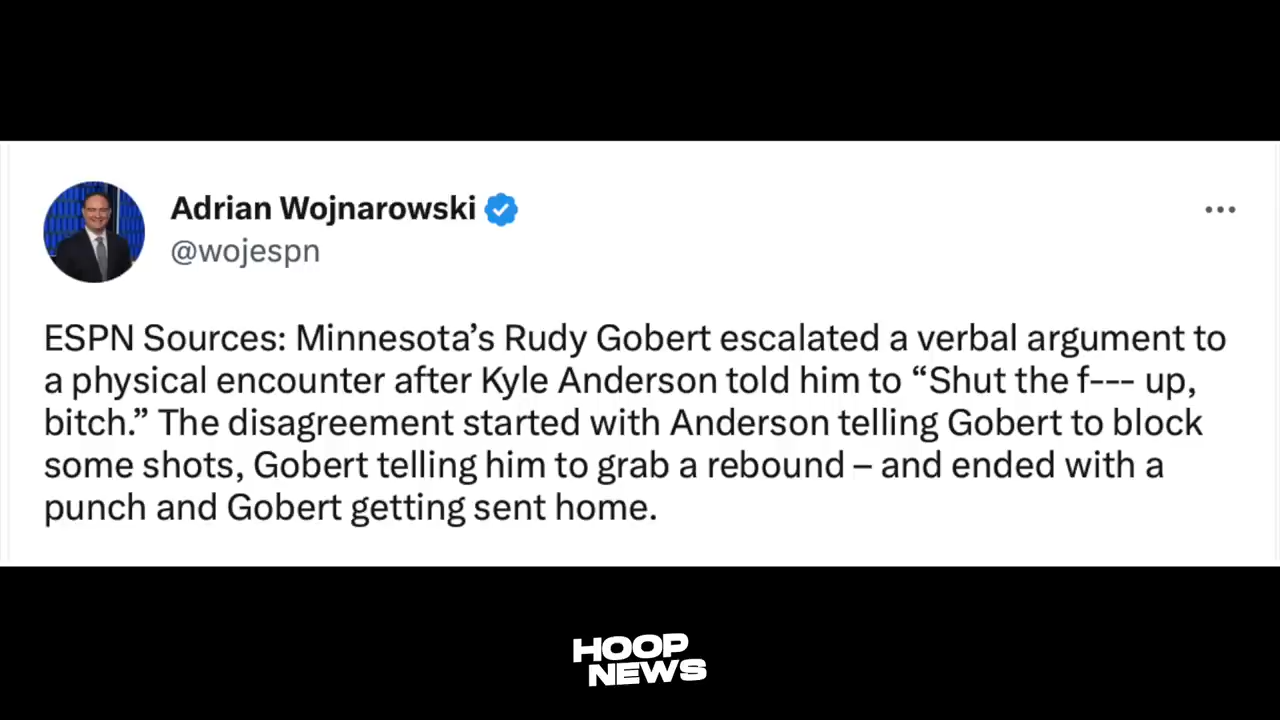 Adrian Wojnarowski
@wojespn
ESPN Sources: Minnesota’s Rudy Gobert escalated a verbal argument to
a physical encounter after Kyle Anderson told him to “Shut the f--- up,
bitch.” The disagreement started with Anderson telling Gobert to block
some shots, Gobert telling him to grab a rebound – and ended with a
punch and Gobert getting sent home.
HOOP
NEWS